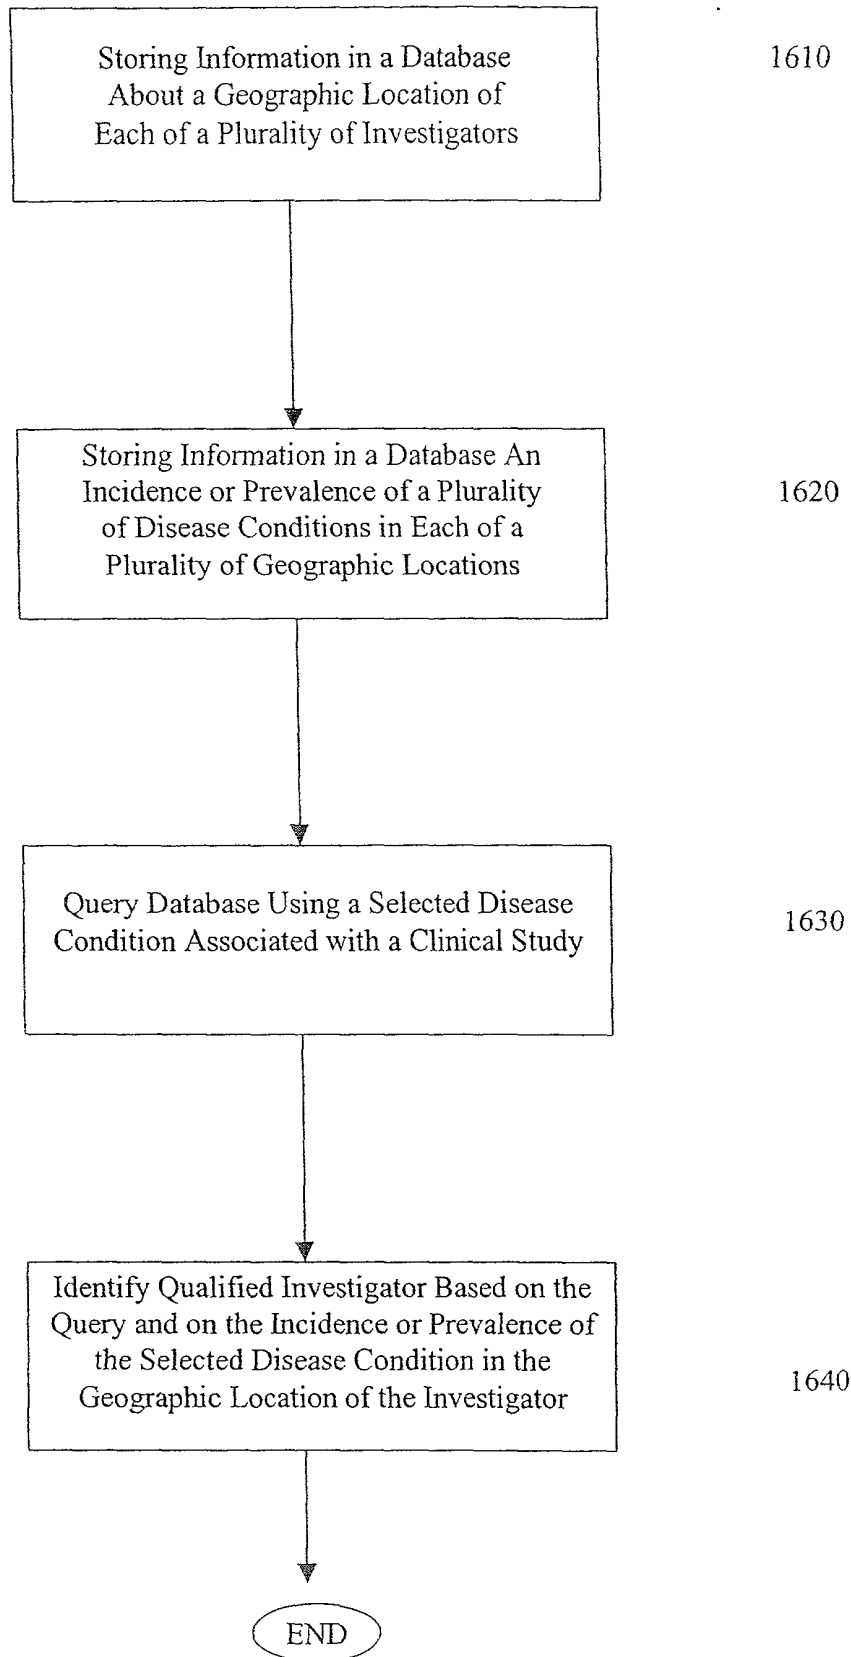 Storing Information in a Database
About a Geographic Location of
Each of a Plurality of Investigators
1610
Storing Information in a Database An
Incidence or Prevalence of a Plurality
of Disease Conditions in Each of a
Plurality of Geographic Locations
1620
Query Database Using a Selected Disease
Condition Associated with a Clinical Study
1630
Identify Qualified Investigator Based on the
Query and on the Incidence or Prevalence of
the Selected Disease Condition in the
Geographic Location of the Investigator
1640
END